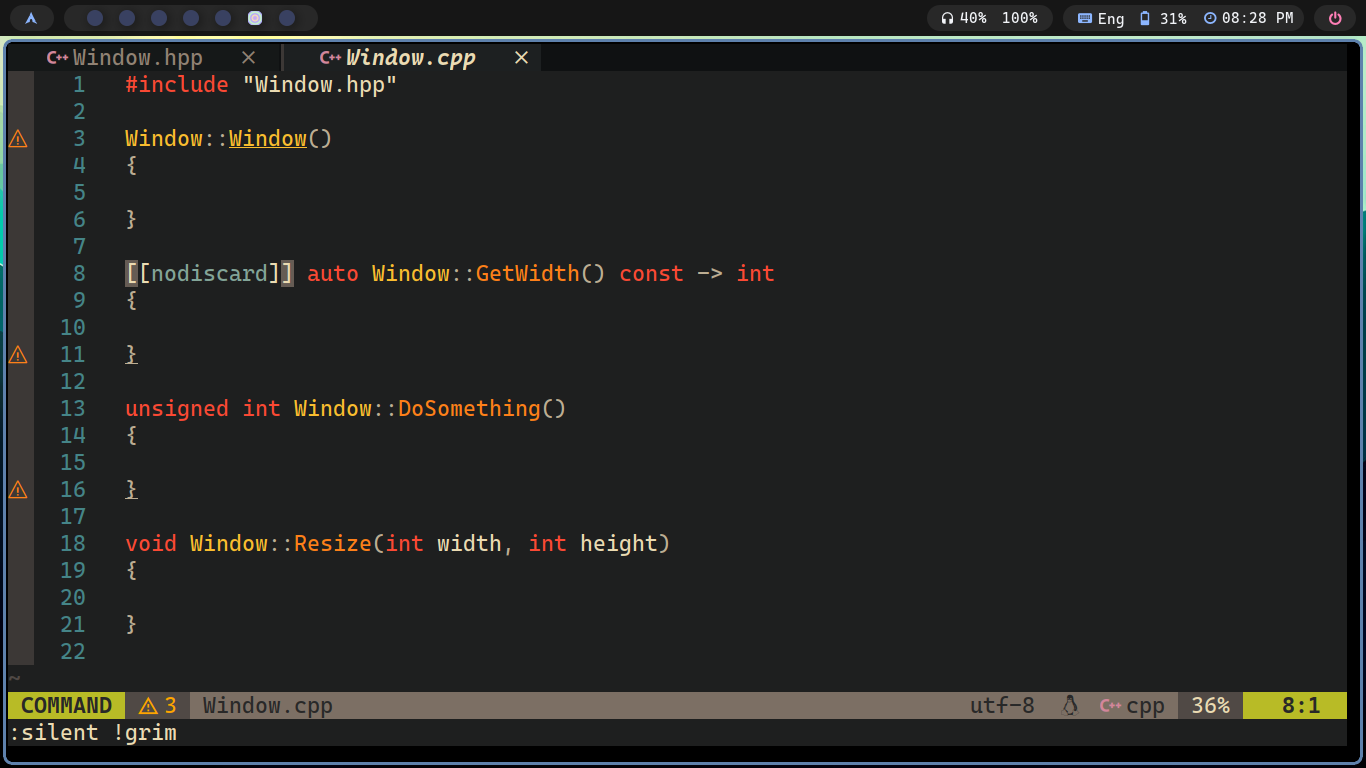 40% 100% Eng 31% 08:28 PM
C++ Window.hpp × C++ Window.cpp ×
1 #include "Window.hpp"
2
3 Window::Window()
4 {
5
6 }
7
8 [[nodiscard]] auto Window::GetWidth() const -> int
9 {
10
11 }
12
13 unsigned int Window::DoSomething()
14 {
15
16 }
17
18 void Window::Resize(int width, int height)
19 {
20
21 }
22
~
COMMAND 3 Window.cpp utf-8 C++ cpp 36% 8:1
:silent !grim